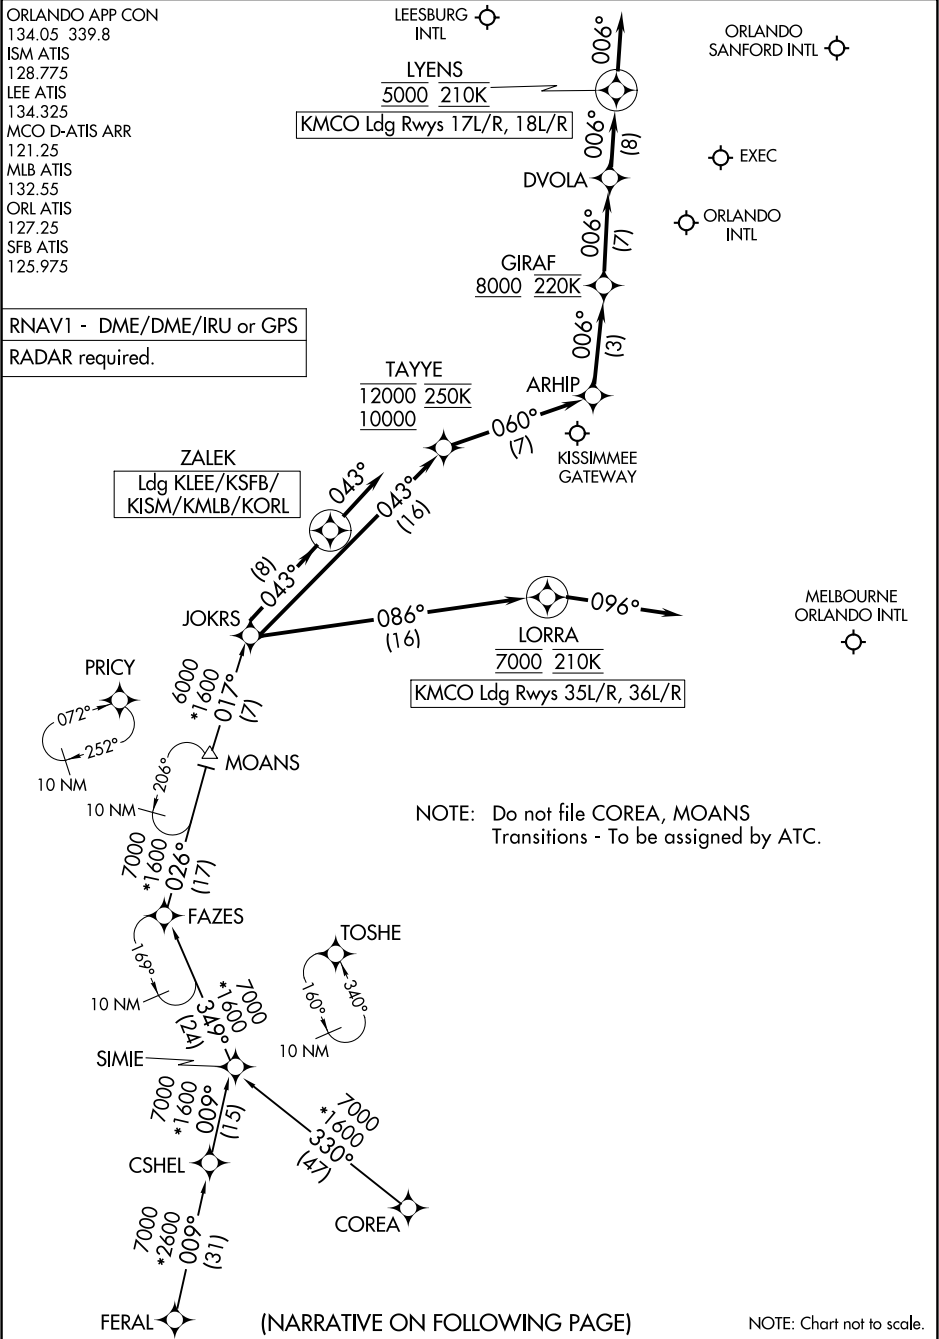 ORLANDO APP CON
134.05 339.8
ISM ATIS
128.775
LEE ATIS
134.325
MCO D-ATIS ARR
121.25
MLB ATIS
132.55
ORL ATIS
127.25
SFB ATIS
125.975
RNAV1 - DME/DME/IRU or GPS
RADAR required.
LEESBURG
INTL
ORLANDO
SANFORD INTL
006°
LYENS
5000 210K
KMCO Ldg Rwys 17L/R, 18L/R
006°
(8)
EXEC
DVOLA
ORLANDO
INTL
006°
(7)
GIRAF
8000 220K
006°
(3)
TAYYE
12000 250K
10000
ARHIP
060°
(7)
KISSIMMEE
GATEWAY
ZALEK
Ldg KLEE/KSFB/
KISM/KMLB/KORL
043°
043°
(16)
(8)
043°
JOKRS
086°
(16)
096°
LORRA
7000 210K
KMCO Ldg Rwys 35L/R, 36L/R
MELBOURNE
ORLANDO INTL
PRICY
072°
252°
10 NM
6000
*1600
017°
(7)
MOANS
206°
10 NM
7000
*1600
026°
(17)
NOTE: Do not file COREA, MOANS
Transitions - To be assigned by ATC.
FAZES
169°
10 NM
TOSHE
340°
160°
10 NM
7000
*1600
349°
(24)
SIMIE
7000
*1600
009°
(15)
7000
*1600
330°
(47)
CSHEL
COREA
7000
*2600
009°
(31)
FERAL
(NARRATIVE ON FOLLOWING PAGE)
NOTE: Chart not to scale.